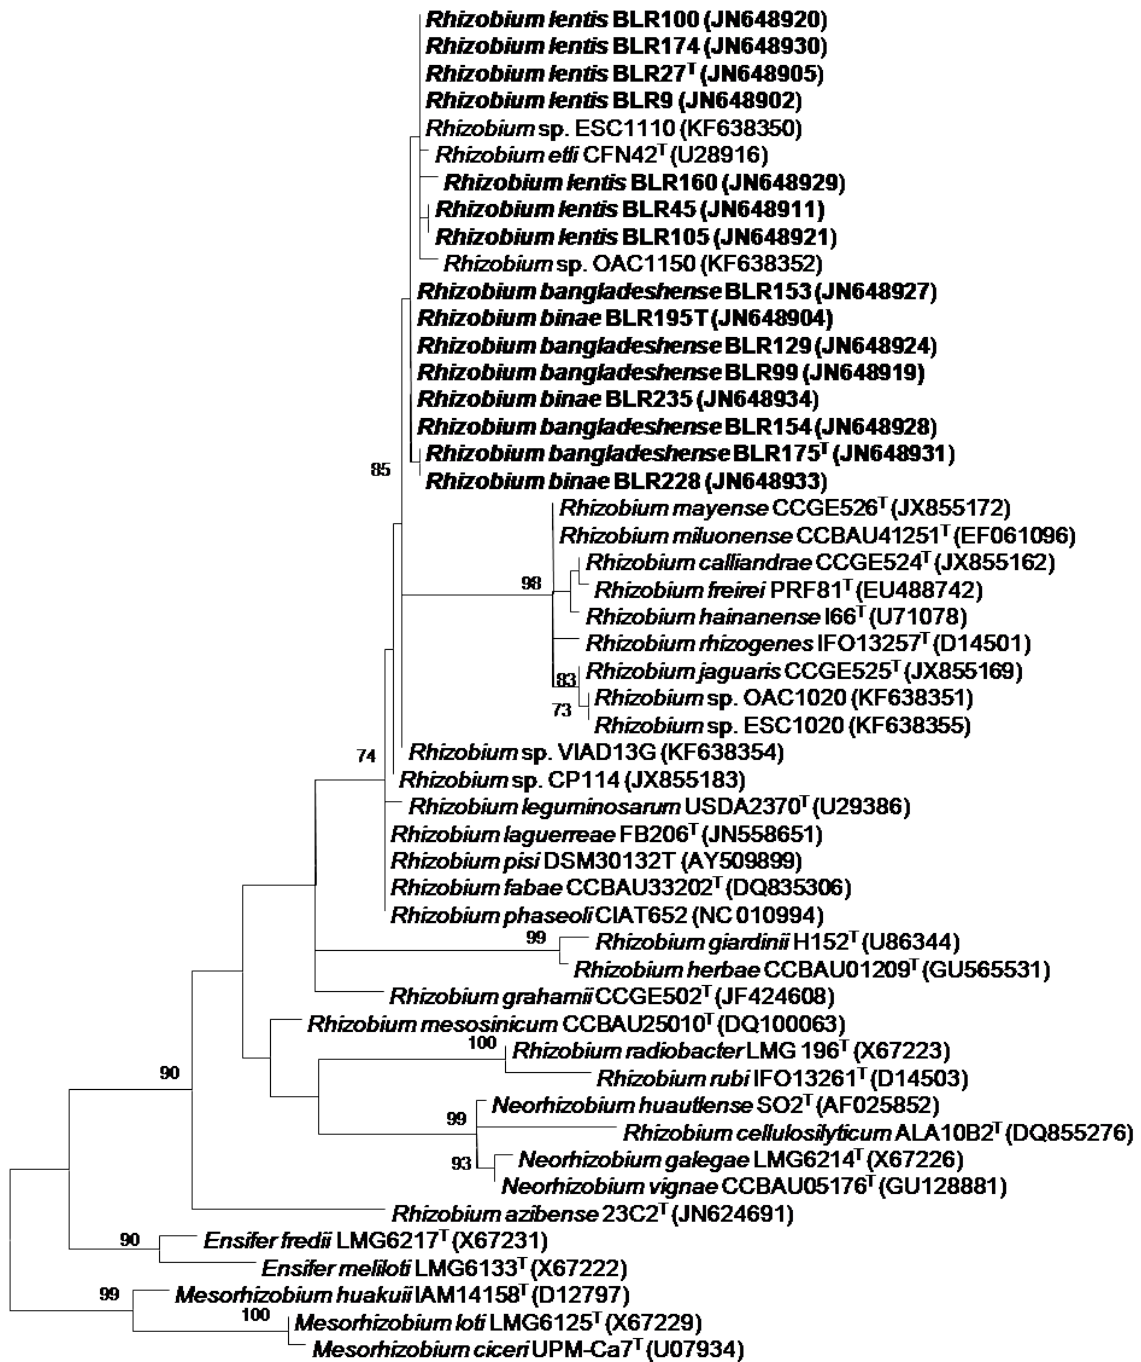 Rhizobium lentis BLR100 (JN648920)
Rhizobium lentis BLR174 (JN648930)
Rhizobium lentis BLR27T (JN648905)
Rhizobium lentis BLR9 (JN648902)
Rhizobium sp. ESC1110 (KF638350)
Rhizobium etli CFN42T (U28916)
Rhizobium lentis BLR160 (JN648929)
Rhizobium lentis BLR45 (JN648911)
Rhizobium lentis BLR105 (JN648921)
Rhizobium sp. OAC1150 (KF638352)
Rhizobium bangladeshense BLR153 (JN648927)
Rhizobium binae BLR195T (JN648904)
Rhizobium bangladeshense BLR129 (JN648924)
Rhizobium bangladeshense BLR99 (JN648919)
Rhizobium binae BLR235 (JN648934)
Rhizobium bangladeshense BLR154 (JN648928)
Rhizobium bangladeshense BLR175T (JN648931)
85
Rhizobium binae BLR228 (JN648933)
Rhizobium mayense CCGE526T (JX855172)
Rhizobium miluonense CCBAU41251T (EF061096)
Rhizobium calliandrae CCGE524T (JX855162)
98
Rhizobium freirei PRF81T (EU488742)
Rhizobium hainanense I66T (U71078)
Rhizobium rhizogenes IFO13257T (D14501)
Rhizobium jaguaris CCGE525T (JX855169)
83
Rhizobium sp. OAC1020 (KF638351)
73
Rhizobium sp. ESC1020 (KF638355)
74
Rhizobium sp. VIAD13G (KF638354)
Rhizobium sp. CP114 (JX855183)
Rhizobium leguminosarum USDA2370T (U29386)
Rhizobium laguerreae FB206T (JN558651)
Rhizobium pisi DSM30132T (AY509899)
Rhizobium fabae CCBAU33202T (DQ835306)
Rhizobium phaseoli CIAT652 (NC 010994)
99
Rhizobium giardinii H152T (U86344)
Rhizobium herbae CCBAU01209T (GU565531)
Rhizobium grahamii CCGE502T (JF424608)
Rhizobium mesosinicum CCBAU25010T (DQ100063)
100
Rhizobium radiobacter LMG 196T (X67223)
90
Rhizobium rubi IFO13261T (D14503)
Neorhizobium huautlense SO2T (AF025852)
99
Rhizobium cellulosilyticum ALA10B2T (DQ855276)
93
Neorhizobium galegae LMG6214T (X67226)
Neorhizobium vignae CCBAU05176T (GU128881)
Rhizobium azibense 23C2T (JN624691)
90
Ensifer fredii LMG6217T (X67231)
Ensifer meliloti LMG6133T (X67222)
99
Mesorhizobium huakuii IAM14158T (D12797)
100
Mesorhizobium loti LMG6125T (X67229)
Mesorhizobium ciceri UPM-Ca7T (U07934)